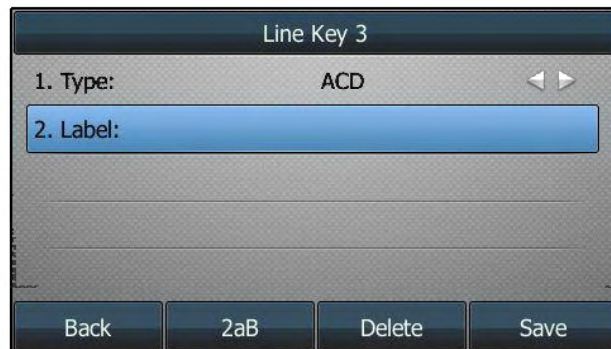 Line Key 3
1. Type: ACD
2. Label:
Back 2aB Delete Save